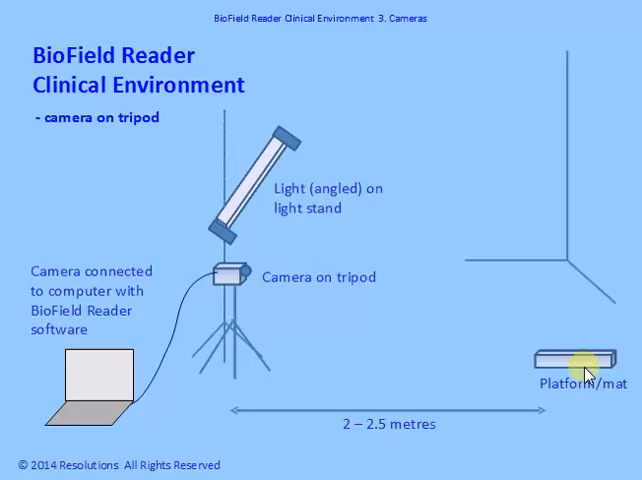 BioField Reader Clinical Environment 3. Cameras
BioField Reader
Clinical Environment
- camera on tripod
Light (angled) on
light stand
Camera connected
to computer with
BioField Reader
software
Camera on tripod
Platform/mat
2 – 2.5 metres
© 2014 Resolutions All Rights Reserved